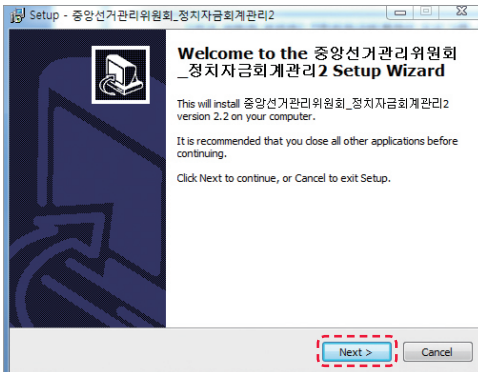 Setup - 중앙선거관리위원회_정치자금회계관리2
Welcome to the 중앙선거관리위원회
_정치자금회계관리2 Setup Wizard
This will install 중앙선거관리위원회_정치자금회계관리2
version 2.2 on your computer.
It is recommended that you close all other applications before
continuing.
Click Next to continue, or Cancel to exit Setup.
Next >
Cancel